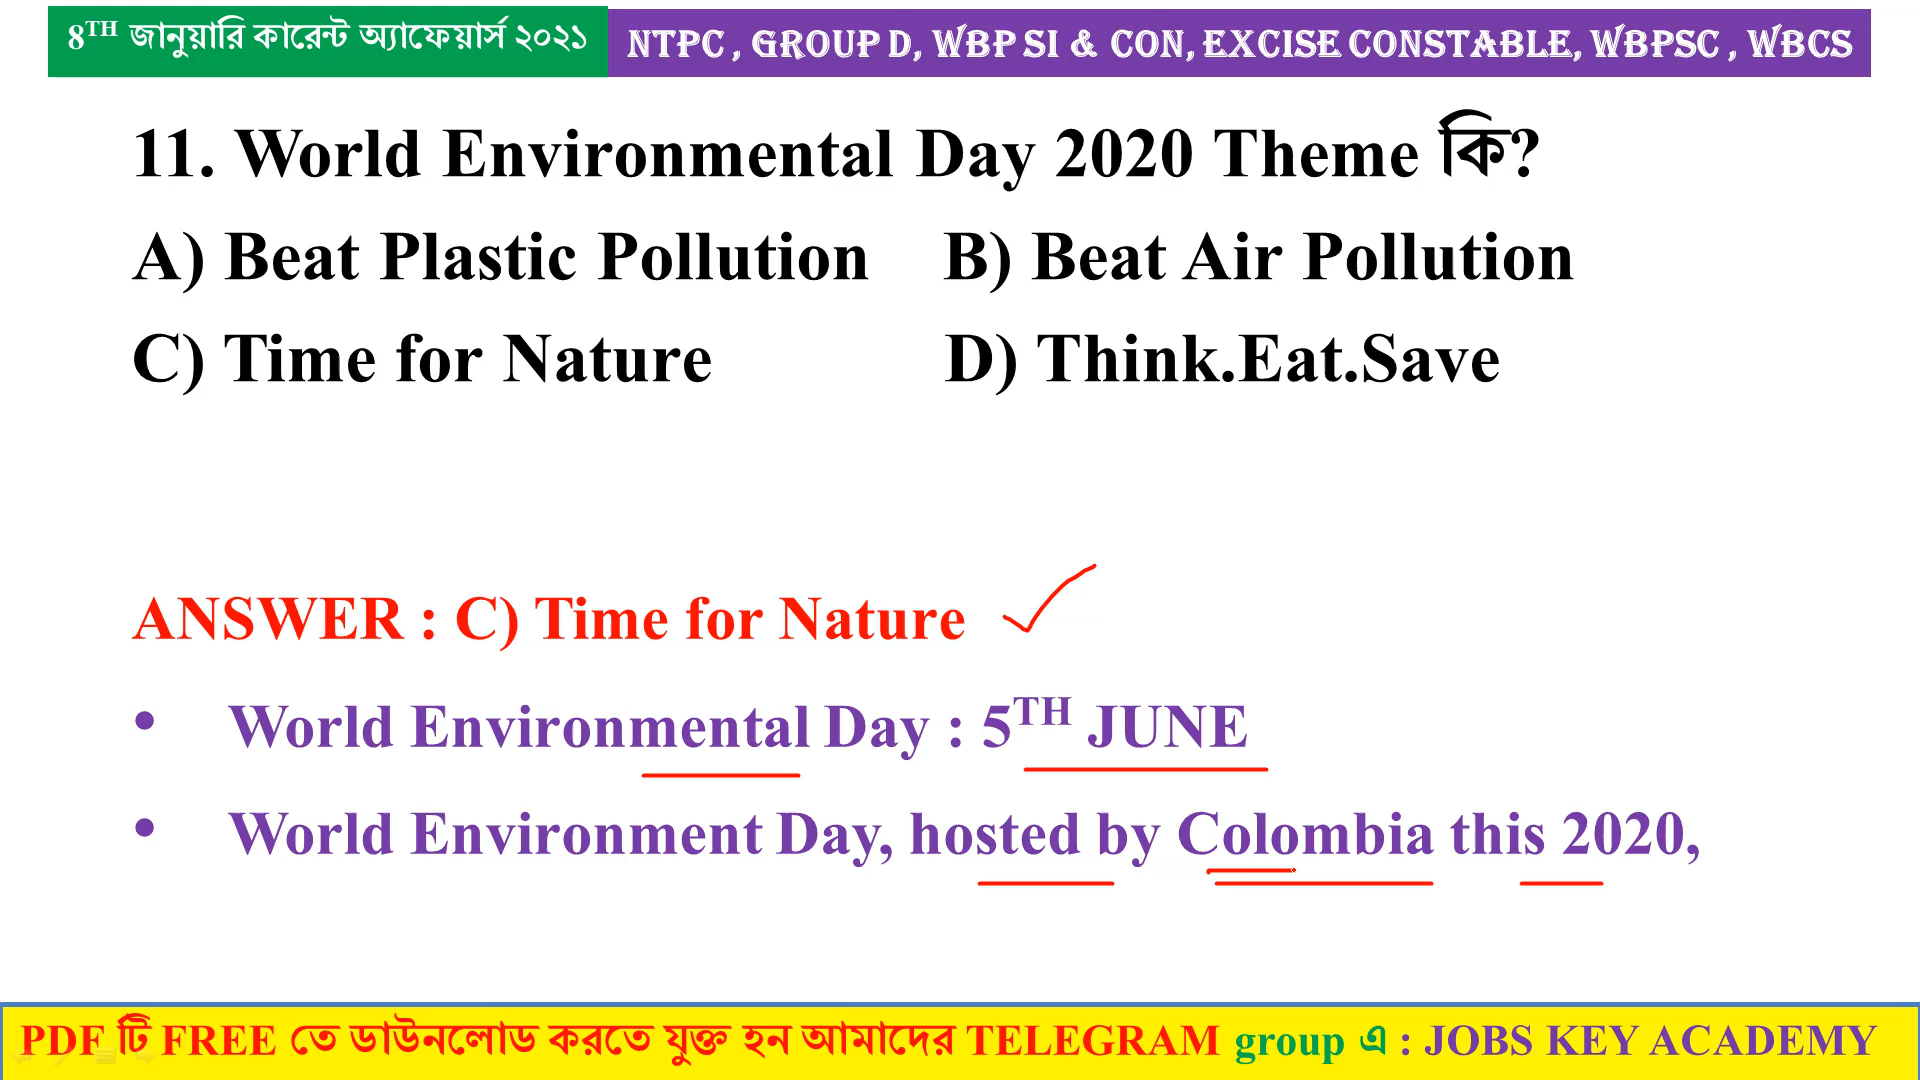 8TH জানুয়ারি কারেন্ট অ্যাফেয়ার্স ২০২১
NTPC , GROUP D, WBP SI & CON, EXCISE CONSTABLE, WBPSC , WBCS
11. World Environmental Day 2020 Theme কি?
A) Beat Plastic Pollution B) Beat Air Pollution
C) Time for Nature D) Think.Eat.Save
ANSWER : C) Time for Nature
• World Environmental Day : 5TH JUNE
• World Environment Day, hosted by Colombia this 2020,
PDF টি FREE তে ডাউনলোড করতে যুক্ত হন আমাদের TELEGRAM group এ : JOBS KEY ACADEMY